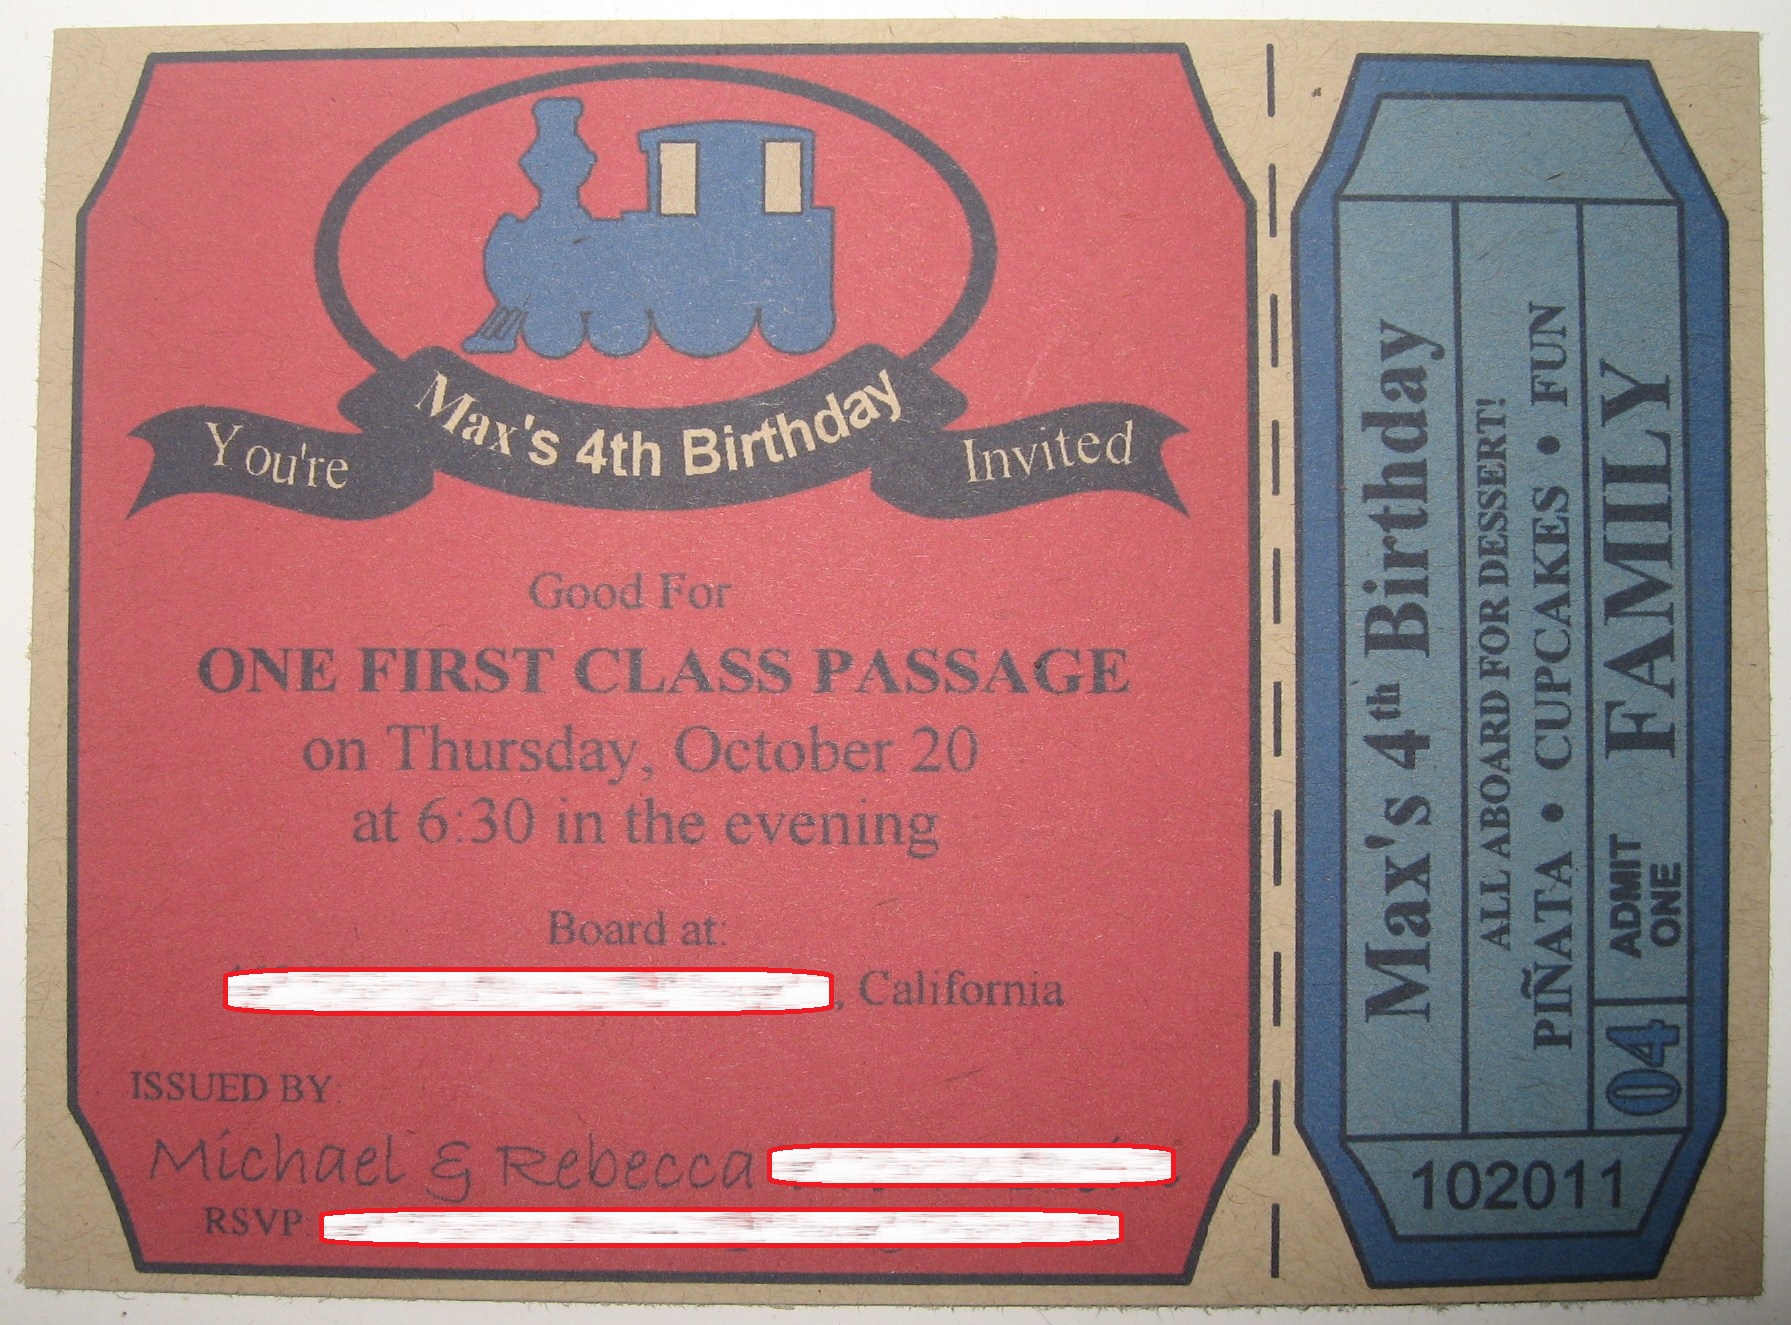 You're Max's 4th Birthday Invited
Good For
ONE FIRST CLASS PASSAGE
on Thursday, October 20
at 6:30 in the evening
Board at:
, California
ISSUED BY:
Michael & Rebecca
RSVP:
Max's 4th Birthday
ALL ABOARD FOR DESSERT!
PIÑATA • CUPCAKES • FUN
ADMIT
ONE
FAMILY
04
102011